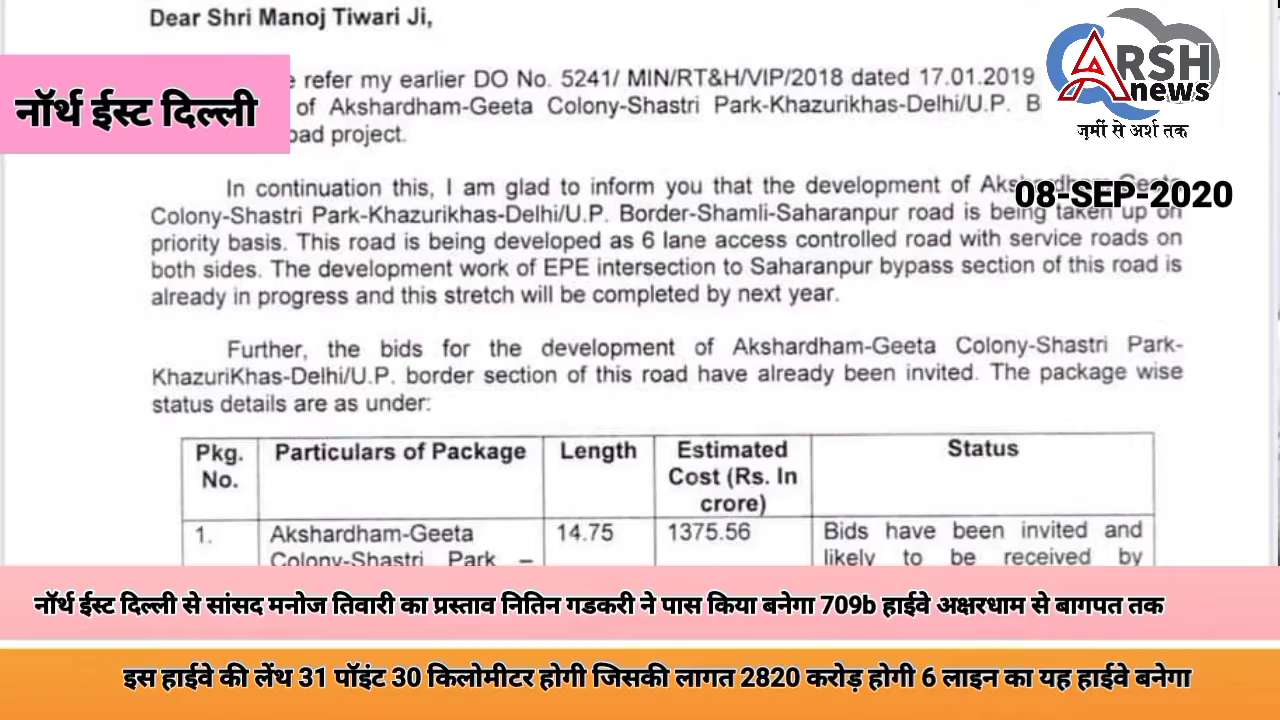 Dear Shri Manoj Tiwari Ji,
refer my earlier DO No. 5241/ MIN/RT&H/VIP/2018 dated 17.01.2019
of Akshardham-Geeta Colony-Shastri Park-Khazurikhas-Delhi/U.P.
project.
ARSH
news
ज़मीं से अर्श तक
नॉर्थ ईस्ट दिल्ली
08-SEP-2020
In continuation this, I am glad to inform you that the development of
Colony-Shastri Park-Khazurikhas-Delhi/U.P. Border-Shamli-Saharanpur road is being taken up on
priority basis. This road is being developed as 6 lane access controlled road with service roads on
both sides. The development work of EPE intersection to Saharanpur bypass section of this road is
already in progress and this stretch will be completed by next year.
Further, the bids for the development of Akshardham-Geeta Colony-Shastri Park-
KhazuriKhas-Delhi/U.P. border section of this road have already been invited. The package wise
status details are as under:
Pkg. No. Particulars of Package Length Estimated Cost (Rs. In crore) Status
1. Akshardham-Geeta 14.75 1375.56 Bids have been invited and
Colony-Shastri Park – likely to be received by
नॉर्थ ईस्ट दिल्ली से सांसद मनोज तिवारी का प्रस्ताव नितिन गडकरी ने पास किया बनेगा 709b हाईवे अक्षरधाम से बागपत तक
इस हाईवे की लेंथ 31 पॉइंट 30 किलोमीटर होगी जिसकी लागत 2820 करोड़ होगी 6 लाइन का यह हाईवे बनेगा